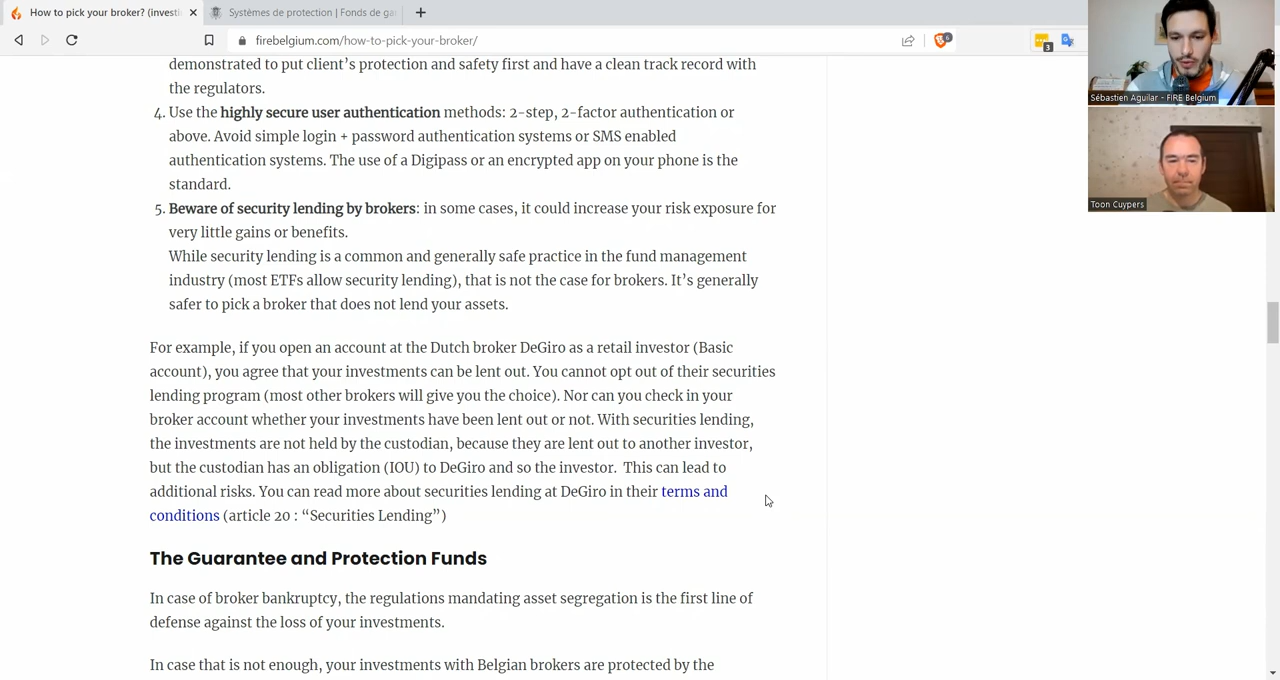 How to pick your broker? (investi
Systèmes de protection | Fonds de ga
firebelgium.com/how-to-pick-your-broker/
6
3
demonstrated to put client's protection and safety first and have a clean track record with
the regulators.
4. Use the highly secure user authentication methods: 2-step, 2-factor authentication or
above. Avoid simple login + password authentication systems or SMS enabled
authentication systems. The use of a Digipass or an encrypted app on your phone is the
standard.
5. Beware of security lending by brokers: in some cases, it could increase your risk exposure for
very little gains or benefits.
While security lending is a common and generally safe practice in the fund management
industry (most ETFs allow security lending), that is not the case for brokers. It's generally
safer to pick a broker that does not lend your assets.
For example, if you open an account at the Dutch broker DeGiro as a retail investor (Basic
account), you agree that your investments can be lent out. You cannot opt out of their securities
lending program (most other brokers will give you the choice). Nor can you check in your
broker account whether your investments have been lent out or not. With securities lending,
the investments are not held by the custodian, because they are lent out to another investor,
but the custodian has an obligation (IOU) to DeGiro and so the investor. This can lead to
additional risks. You can read more about securities lending at DeGiro in their terms and
conditions (article 20 : “Securities Lending”)
The Guarantee and Protection Funds
In case of broker bankruptcy, the regulations mandating asset segregation is the first line of
defense against the loss of your investments.
In case that is not enough, your investments with Belgian brokers are protected by the
Sébastien Aguilar - FIRE Belgium
Toon Cuypers